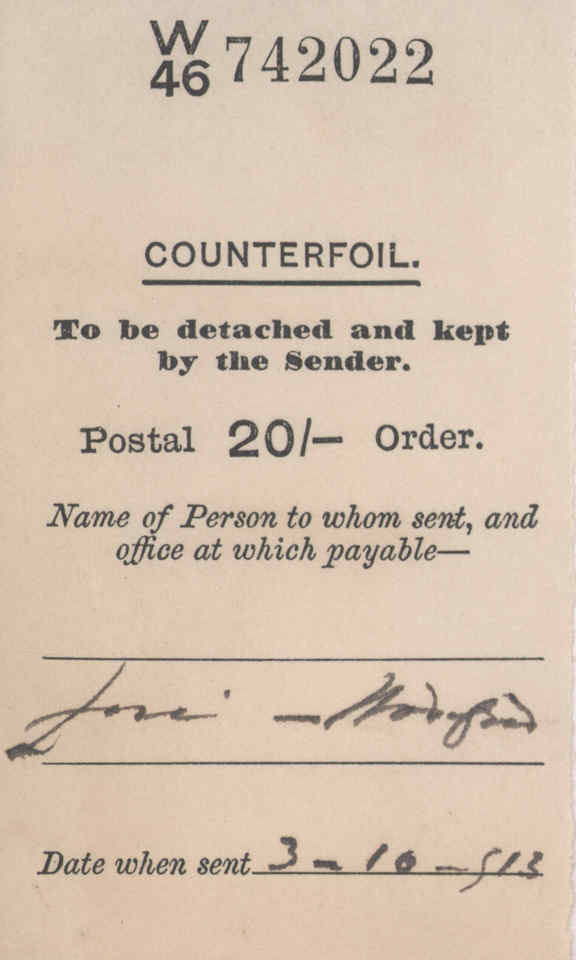 W
46 742022
COUNTERFOIL.
To be detached and kept
by the Sender.
Postal 20/- Order.
Name of Person to whom sent, and
office at which payable—
Date when sent 3 - 10 - 913